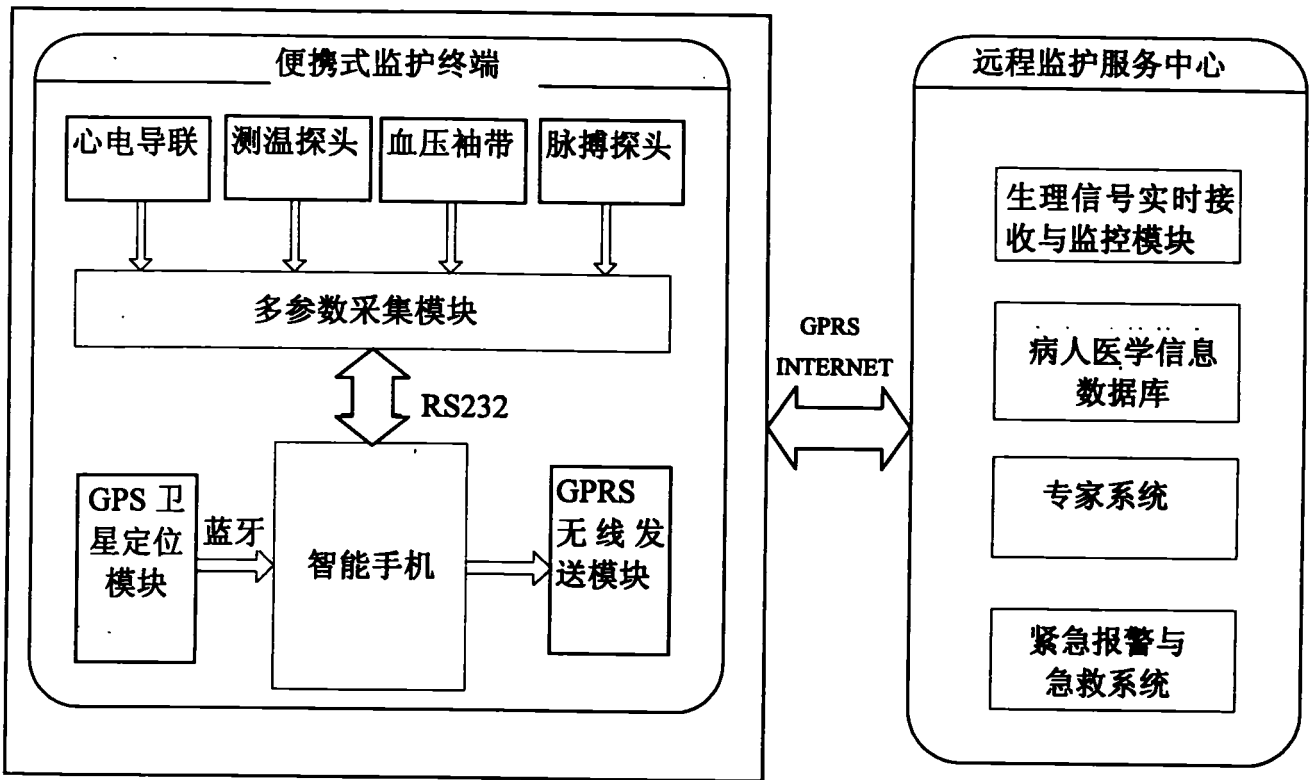 便携式监护终端
心电导联
测温探头
血压袖带
脉搏探头
多参数采集模块
RS232
GPS 卫
星定位
模块
蓝牙
智能手机
GPRS
无线发
送模块
GPRS
INTERNET
远程监护服务中心
生理信号实时接
收与监控模块
病人医学信息
数据库
专家系统
紧急报警与
急救系统